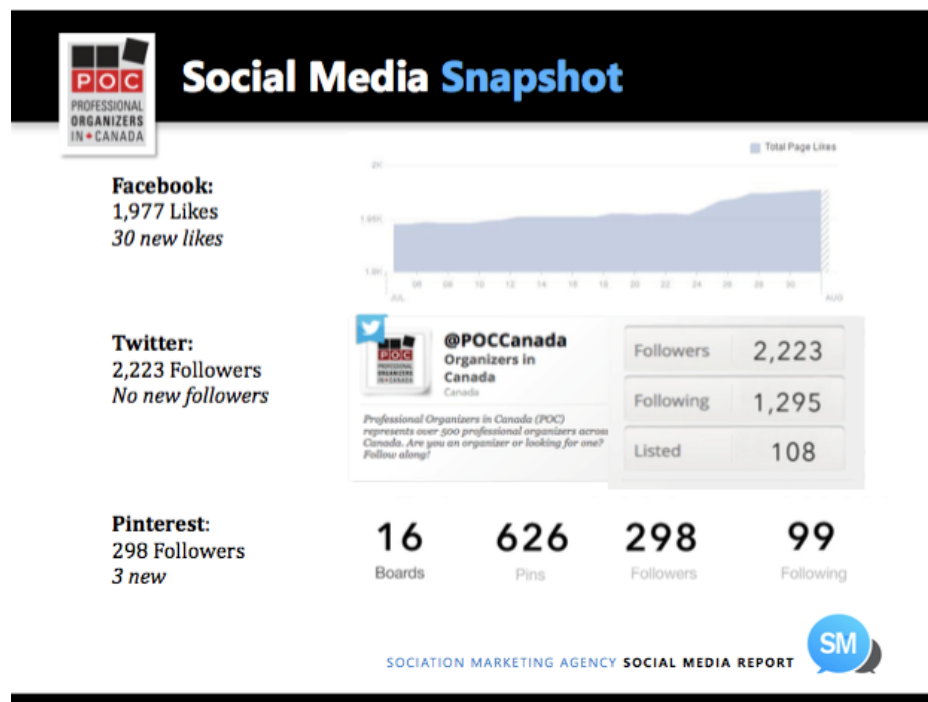 POC
PROFESSIONAL
ORGANIZERS
IN CANADA
Social Media Snapshot
Total Page Likes
Facebook:
1,977 Likes
30 new likes
2K
1.95K
06 08 10 12 14 16 18 20 22 24 26 28 30
JUL AUG
Twitter:
2,223 Followers
No new followers
POC
PROFESSIONAL
ORGANIZERS
IN CANADA
@POCCanada
Organizers in
Canada
Canada
Professional Organizers in Canada (POC)
represents over 500 professional organizers across
Canada. Are you an organizer or looking for one?
Follow along!
Followers 2,223
Following 1,295
Listed 108
Pinterest:
298 Followers
3 new
16 626 298 99
Boards Pins Followers Following
SOCIATION MARKETING AGENCY SOCIAL MEDIA REPORT
SM